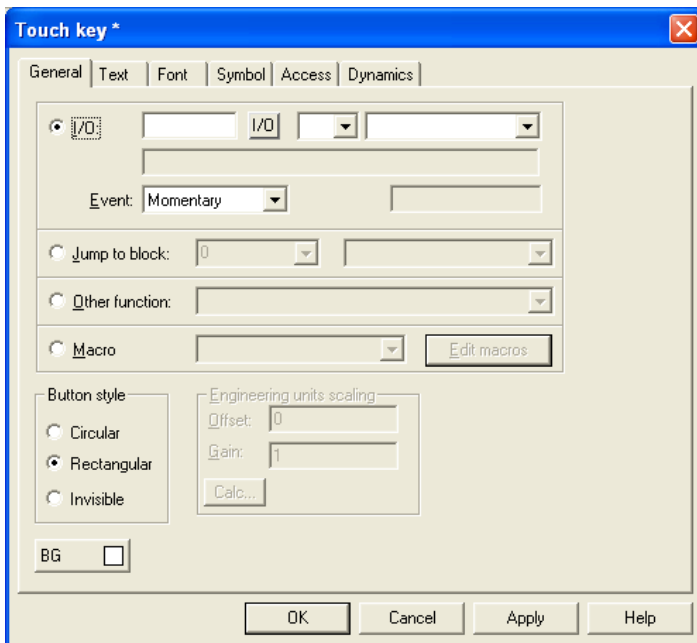 Touch key *
General Text Font Symbol Access Dynamics
I/O: I/O
Event: Momentary
Jump to block: 0
Other function:
Macro Edit macros
Button style Engineering units scaling
Circular Offset: 0
Rectangular Gain: 1
Invisible Calc...
BG
OK Cancel Apply Help